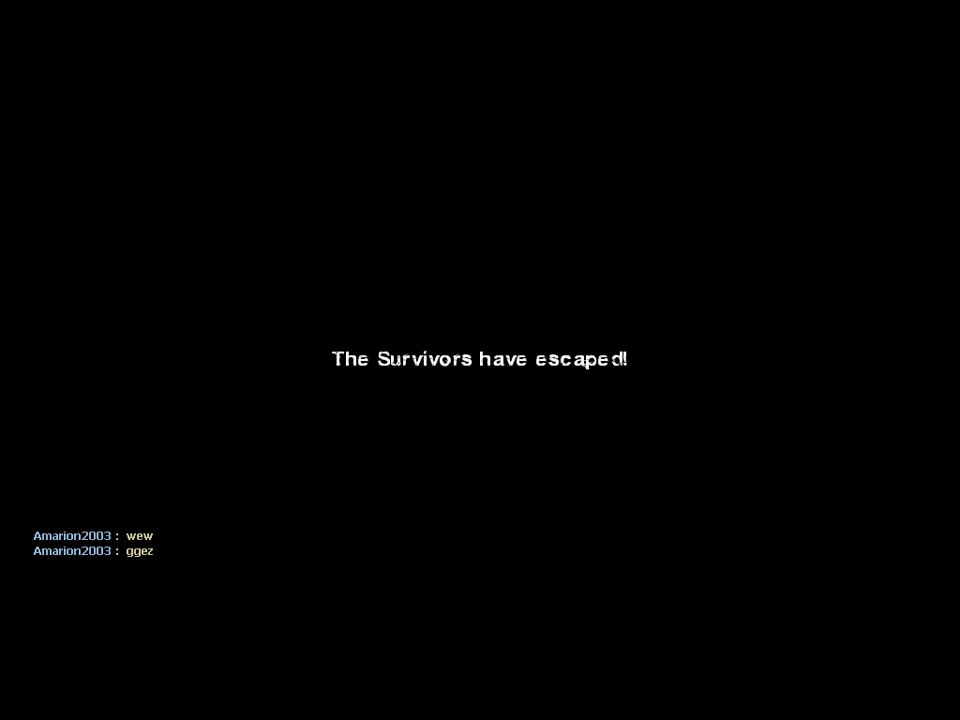 The Survivors have escaped!
Amarion2003 : wew
Amarion2003 : ggez